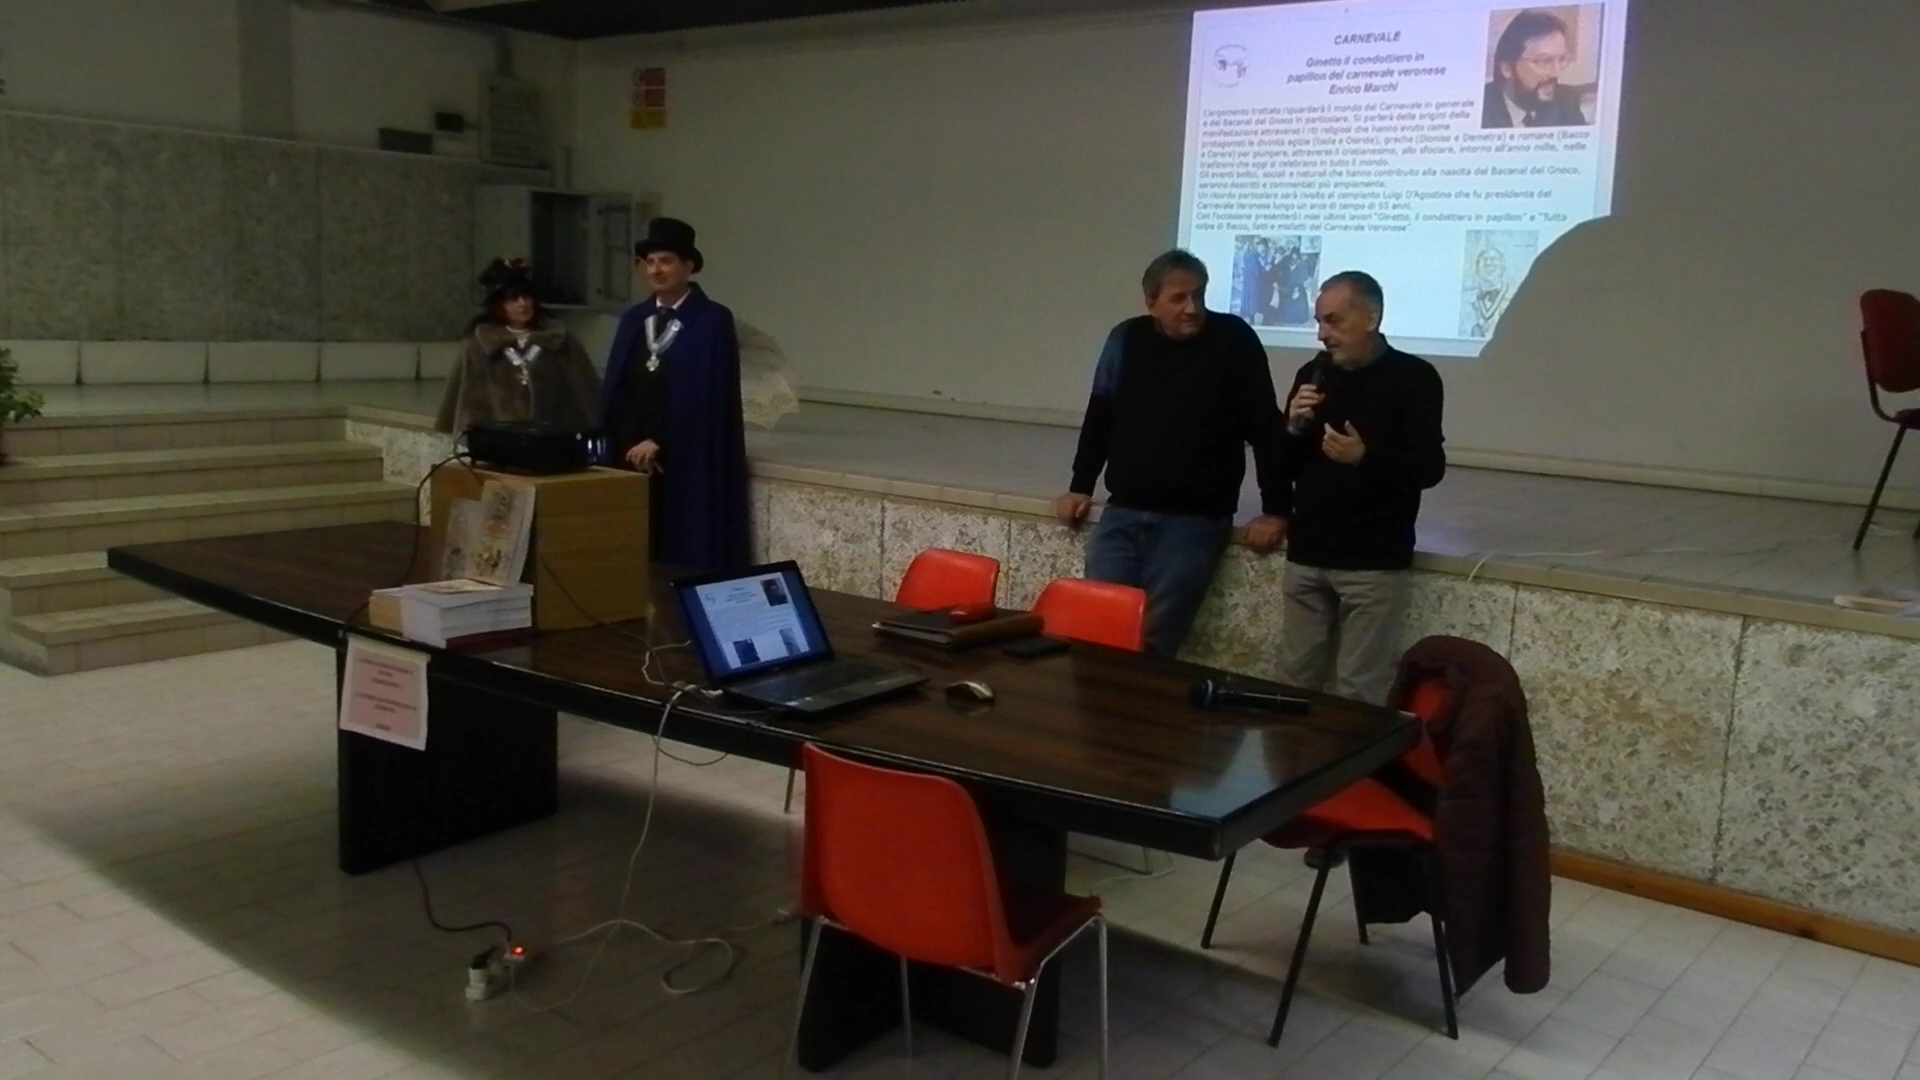 CARNEVALE
Ginetto il condottiero in
papillon del carnevale veronese
Enrico Marchi
L'argomento trattato riguarderà il mondo del Carnevale in generale
e del Bacanal del Gnoco in particolare. Si parlerà delle origini della
manifestazione attraverso i riti religiosi che hanno avuto come
protagonisti le divinità egizie (Iside e Osiride), greche (Dioniso e Demetra) e romane (Bacco
e Cerere) per giungere, attraverso il cristianesimo, allo sfociare, intorno all'anno mille, nelle
tradizioni che oggi si celebrano in tutto il mondo.
Gli eventi bellici, sociali e naturali che hanno contribuito alla nascita del Bacanal del Gnoco,
saranno descritti e commentati più ampiamente.
Un ricordo particolare sarà rivolto al compianto Luigi D'Agostino che fu presidente del
Carnevale Veronese lungo un arco di tempo di 55 anni.
Con l'occasione presenterò i miei ultimi lavori "Ginetto, il condottiero in papillon" e "Tutta
colpa di Bacco, fatti e misfatti del Carnevale Veronese".